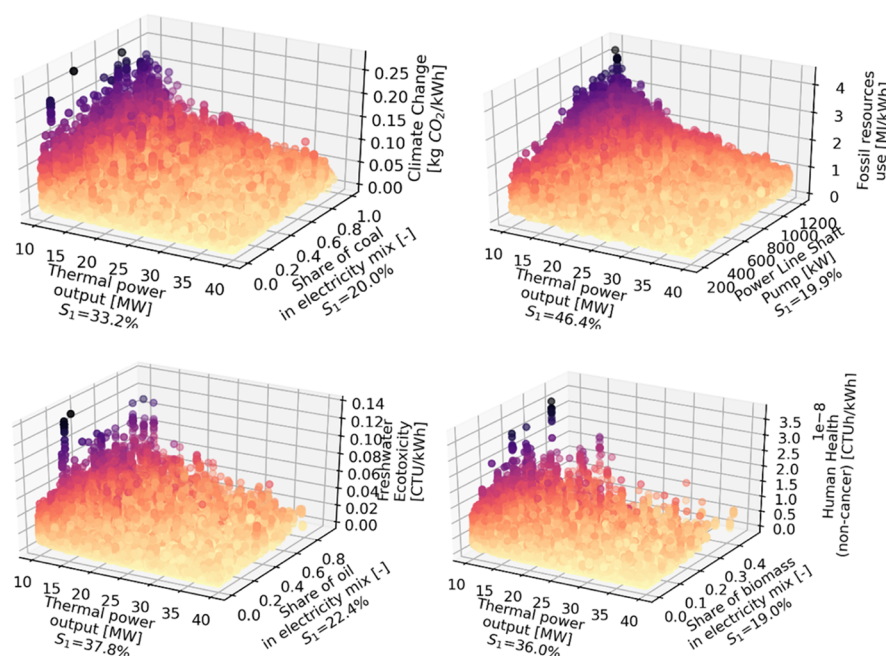 0.25
0.20
0.15
0.10
0.05
0.00
Climate Change
[kg CO₂/kWh]
10
15
20
25
30
35
40
Thermal power
output [MW]
S₁=33.2%
0.0
0.2
0.4
0.6
0.8
1.0
Share of coal
in electricity mix [-]
S₁=20.0%
4
3
2
1
0
Fossil resources
use [MJ/kWh]
10
15
20
25
30
35
40
Thermal power
output [MW]
S₁=46.4%
200
400
600
800
1000
1200
Power Line Shaft
Pump [kW]
S₁=19.9%
0.14
0.12
0.10
0.08
0.06
0.04
0.02
0.00
Freshwater
Ecotoxicity
[CTU/kWh]
10
15
20
25
30
35
40
Thermal power
output [MW]
S₁=37.8%
0.0
0.2
0.4
0.6
0.8
Share of oil
in electricity mix [-]
S₁=22.4%
3.5
3.0
2.5
2.0
1.5
1.0
0.5
0.0
1e−8
Human Health
(non-cancer) [CTUh/kWh]
10
15
20
25
30
35
40
Thermal power
output [MW]
S₁=36.0%
0.0
0.1
0.2
0.3
0.4
Share of biomass
in electricity mix [-]
S₁=19.0%